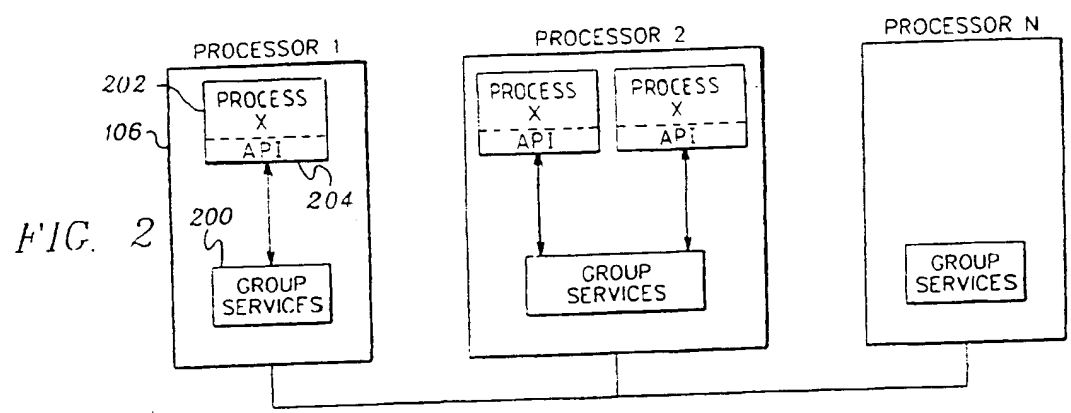 PROCESSOR 1
PROCESSOR 2
PROCESSOR N
202
PROCESS
X
API
PROCESS
X
API
PROCESS
X
API
106
204
200
FIG. 2
GROUP
SERVICES
GROUP
SERVICES
GROUP
SERVICES